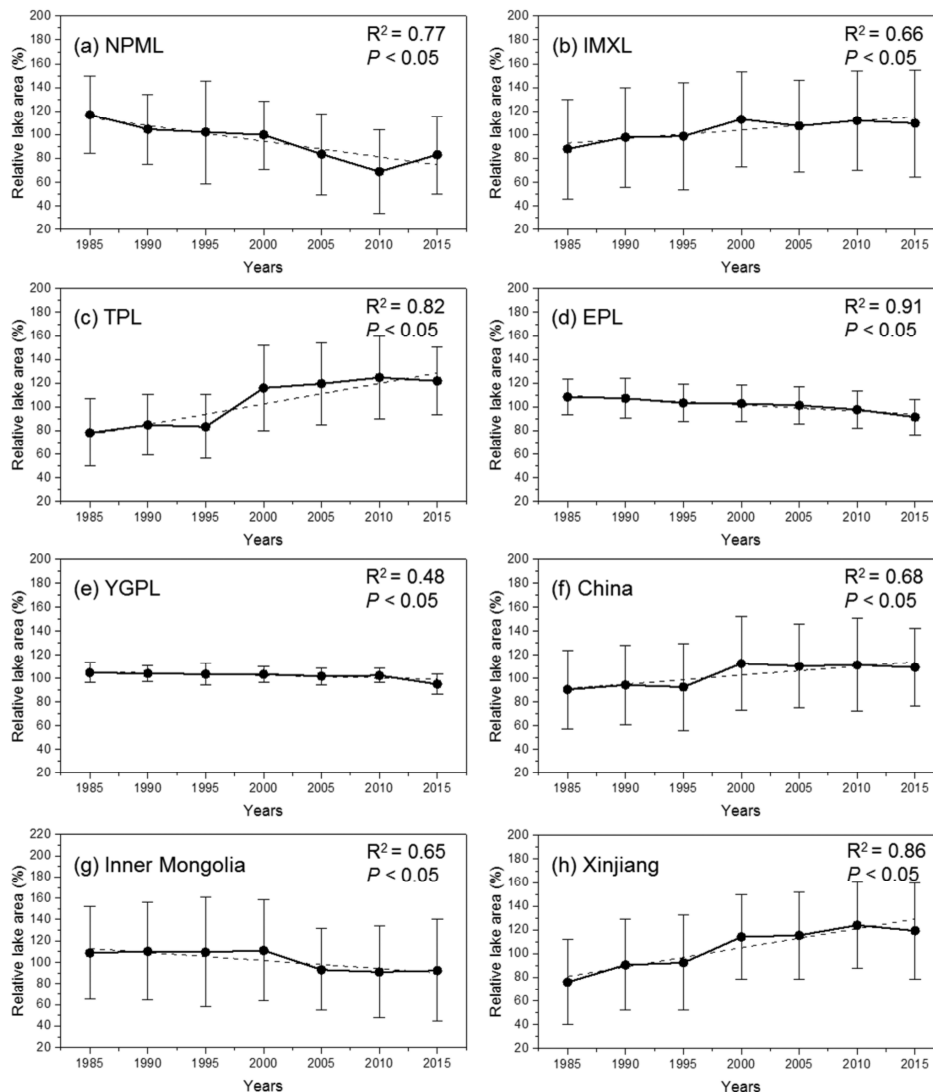 (a) NPML
R² = 0.77
P < 0.05
Relative lake area (%)
200
180
160
140
120
100
80
60
40
20
1985 1990 1995 2000 2005 2010 2015
Years
(b) IMXL
R² = 0.66
P < 0.05
Relative lake area (%)
200
180
160
140
120
100
80
60
40
20
1985 1990 1995 2000 2005 2010 2015
Years
(c) TPL
R² = 0.82
P < 0.05
Relative lake area (%)
200
180
160
140
120
100
80
60
40
20
1985 1990 1995 2000 2005 2010 2015
Years
(d) EPL
R² = 0.91
P < 0.05
Relative lake area (%)
200
180
160
140
120
100
80
60
40
20
1985 1990 1995 2000 2005 2010 2015
Years
(e) YGPL
R² = 0.48
P < 0.05
Relative lake area (%)
200
180
160
140
120
100
80
60
40
20
1985 1990 1995 2000 2005 2010 2015
Years
(f) China
R² = 0.68
P < 0.05
Relative lake area (%)
200
180
160
140
120
100
80
60
40
20
1985 1990 1995 2000 2005 2010 2015
Years
(g) Inner Mongolia
R² = 0.65
P < 0.05
Relative lake area (%)
220
200
180
160
140
120
100
80
60
40
20
1985 1990 1995 2000 2005 2010 2015
Years
(h) Xinjiang
R² = 0.86
P < 0.05
Relative lake area (%)
200
180
160
140
120
100
80
60
40
20
1985 1990 1995 2000 2005 2010 2015
Years